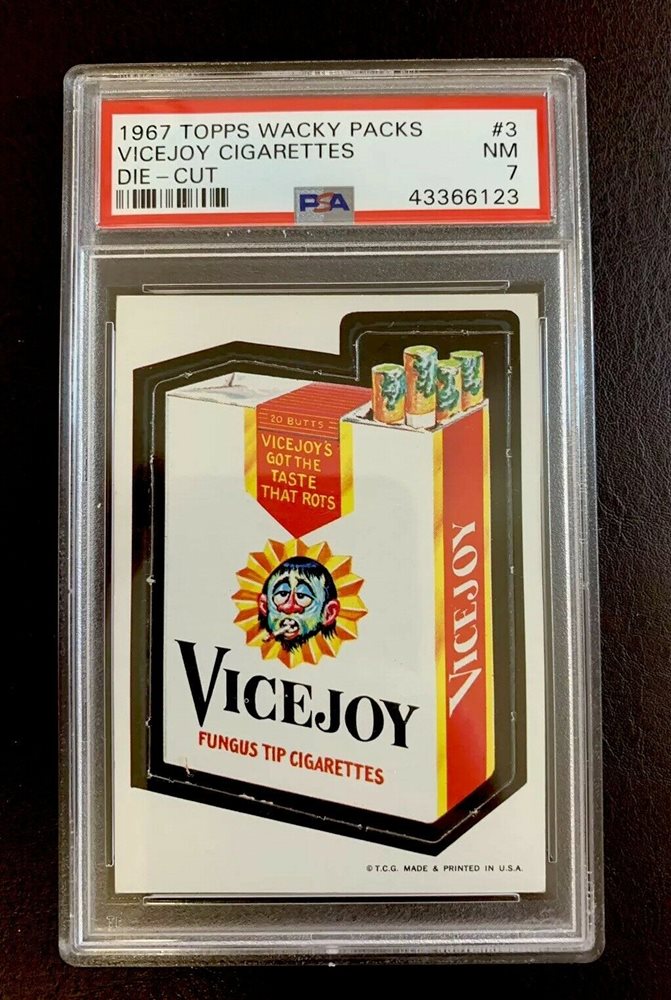 1967 TOPPS WACKY PACKS #3
VICEJOY CIGARETTES NM
DIE-CUT 7
PSA 43366123
20 BUTTS
VICEJOY'S
GOT THE
TASTE
THAT ROTS
VICEJOY
VICEJOY
FUNGUS TIP CIGARETTES
© T.C.G. MADE & PRINTED IN U.S.A.